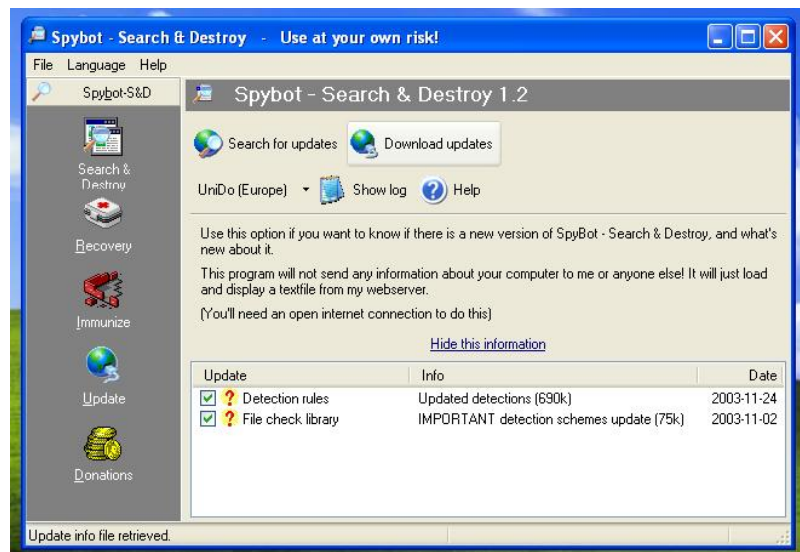 Spybot - Search & Destroy - Use at your own risk!
File Language Help
Spybot-S&D
Spybot - Search & Destroy 1.2
Search for updates Download updates
UniDo (Europe) Show log Help
Search &
Destroy
Recovery
Immunize
Update
Donations
Use this option if you want to know if there is a new version of SpyBot - Search & Destroy, and what's
new about it.
This program will not send any information about your computer to me or anyone else! It will just load
and display a textfile from my webserver.
(You'll need an open internet connection to do this)
Hide this information
Update Info Date
Detection rules Updated detections (690k) 2003-11-24
File check library IMPORTANT detection schemes update (75k) 2003-11-02
Update info file retrieved.